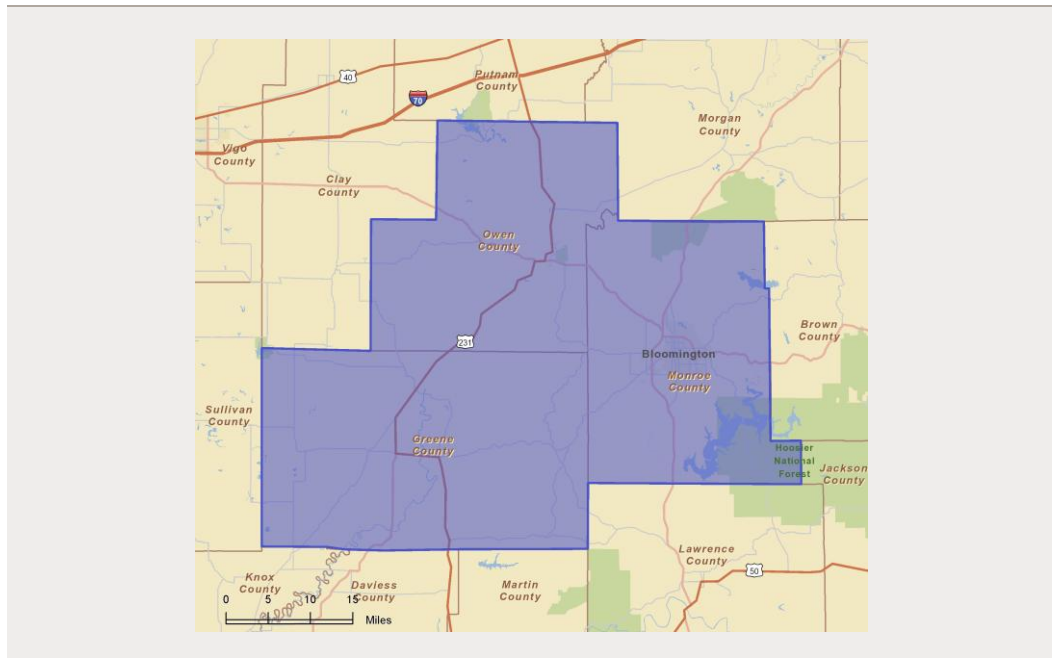 Putnam
County
40
70
Morgan
County
Vigo
County
Clay
County
Owen
County
Brown
County
231
Bloomington
Monroe
County
Sullivan
County
Greene
County
Hoosier
National
Forest
Jackson
County
Lawrence
County
50
Knox
County
Daviess
County
Martin
County
0 5 10 15
Miles